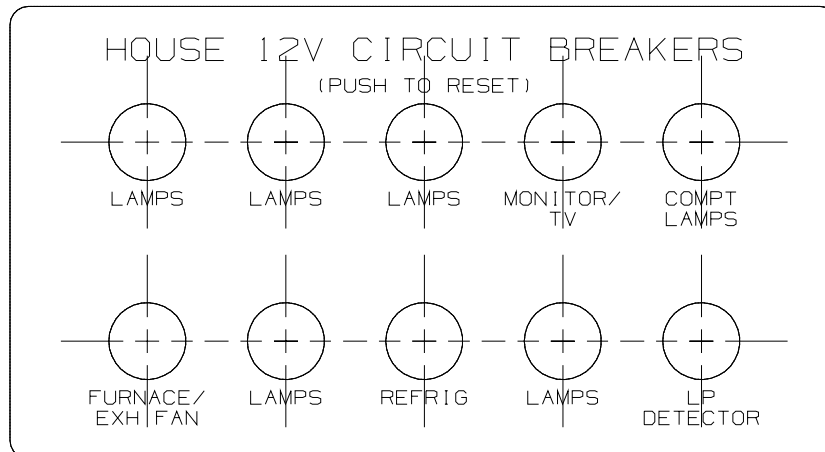 HOUSE 12V CIRCUIT BREAKERS
(PUSH TO RESET)
LAMPS LAMPS LAMPS MONITOR/ COMPT
TV LAMPS
FURNACE/ LAMPS REFRIG LAMPS LP
EXH FAN DETECTOR